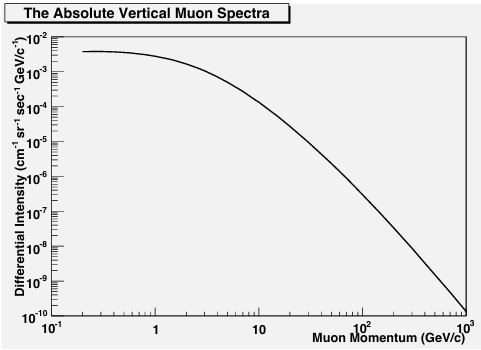 The Absolute Vertical Muon Spectra
Differential Intensity (cm⁻¹ sr⁻¹ sec⁻¹ GeV/c⁻¹)
10⁻²
10⁻³
10⁻⁴
10⁻⁵
10⁻⁶
10⁻⁷
10⁻⁸
10⁻⁹
10⁻¹⁰
10⁻¹ 1 10 10² 10³
Muon Momentum (GeV/c)